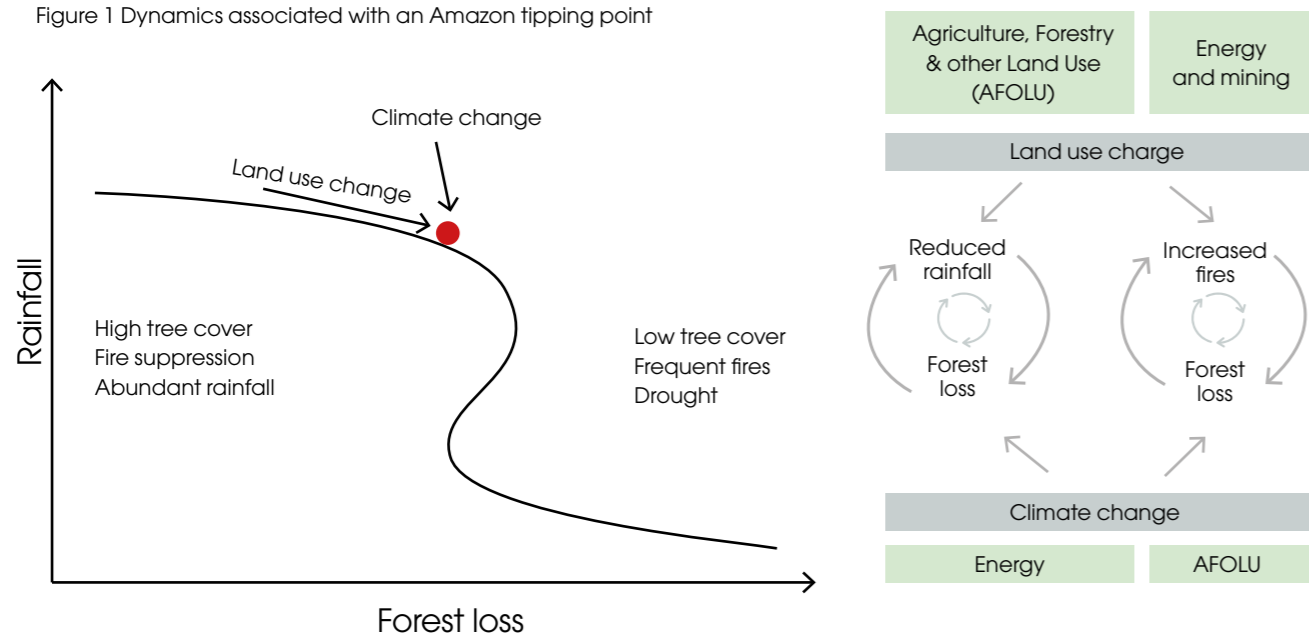 Figure 1 Dynamics associated with an Amazon tipping point
Climate change
Land use change
Rainfall
High tree cover
Fire suppression
Abundant rainfall
Low tree cover
Frequent fires
Drought
Forest loss
Agriculture, Forestry
& other Land Use
(AFOLU)
Energy
and mining
Land use charge
Reduced
rainfall
Forest
loss
Increased
fires
Forest
loss
Climate change
Energy
AFOLU